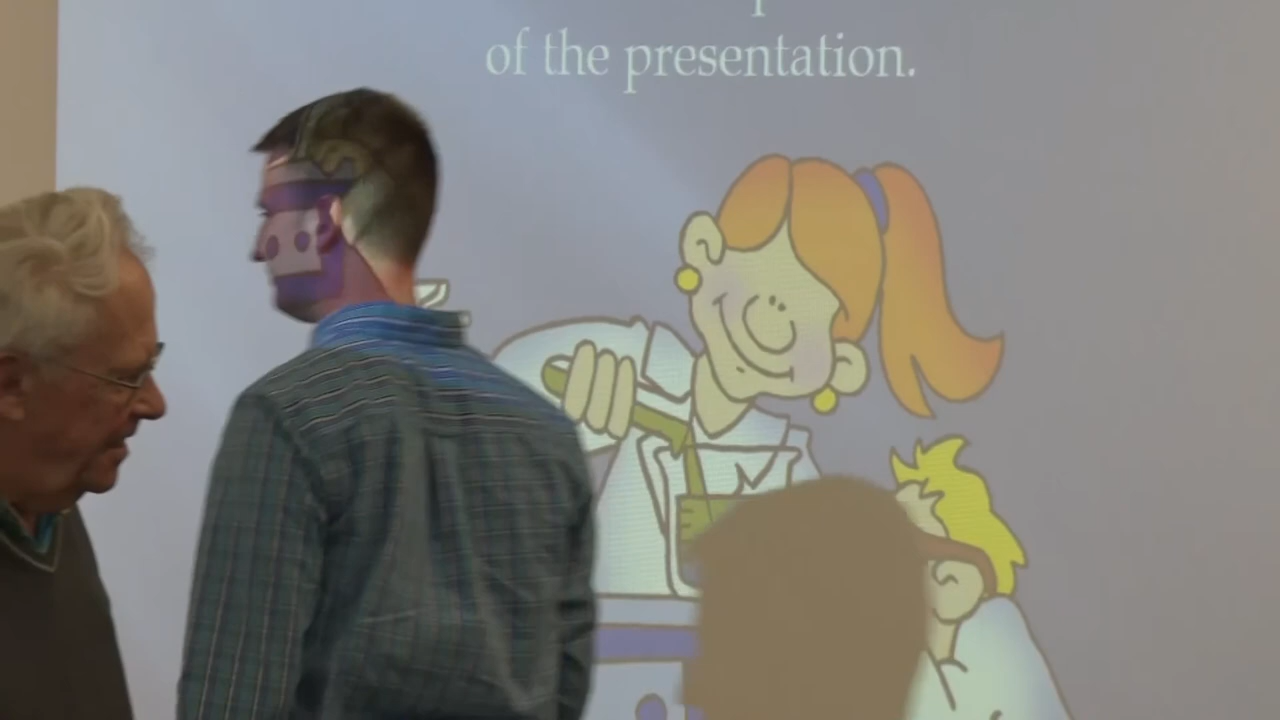 of the presentation.